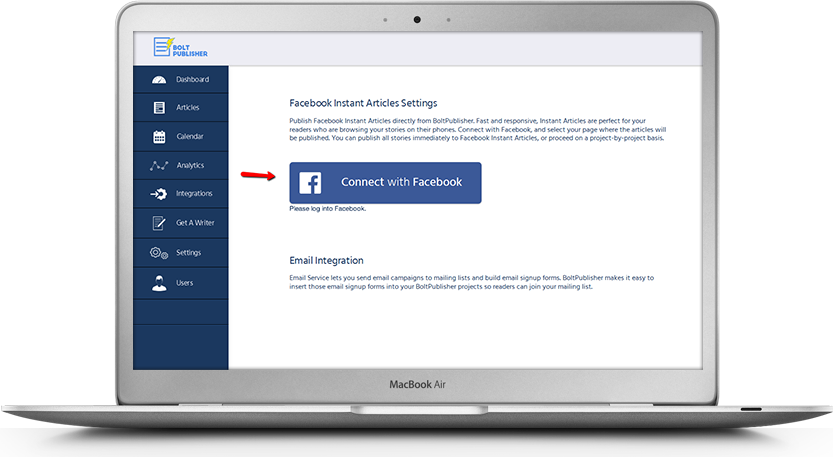 BOLT
PUBLISHER
Dashboard
Articles
Calendar
Analytics
Integrations
Get A Writer
Settings
Users
Facebook Instant Articles Settings
Publish Facebook Instant Articles directly from BoltPublisher. Fast and responsive, Instant Articles are perfect for your
readers who are browsing your stories on their phones. Connect with Facebook, and select your page where the articles will
be published. You can publish all stories immediately to Facebook Instant Articles, or proceed on a project-by-project basis.
Connect with Facebook
Please log into Facebook.
Email Integration
Email Service lets you send email campaigns to mailing lists and build email signup forms. BoltPublisher makes it easy to
insert those email signup forms into your BoltPublisher projects so readers can join your mailing list.
MacBook Air